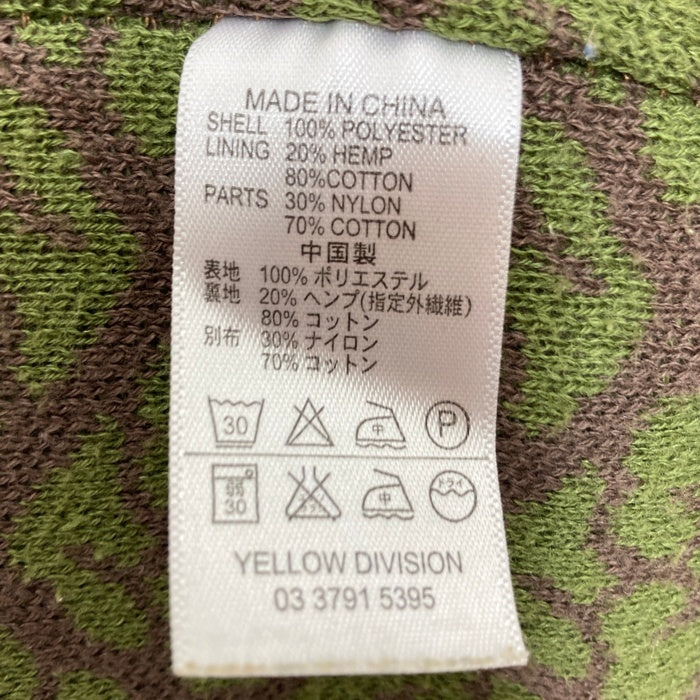 MADE IN CHINA
SHELL 100% POLYESTER
LINING 20% HEMP
80%COTTON
PARTS 30% NYLON
70% COTTON
中国製
表地 100% ポリエステル
裏地 20% ヘンプ(指定外繊維)
80% コットン
別布 30% ナイロン
70% コットン
30 中 P
弱 30 中 ドライ
YELLOW DIVISION
03 3791 5395